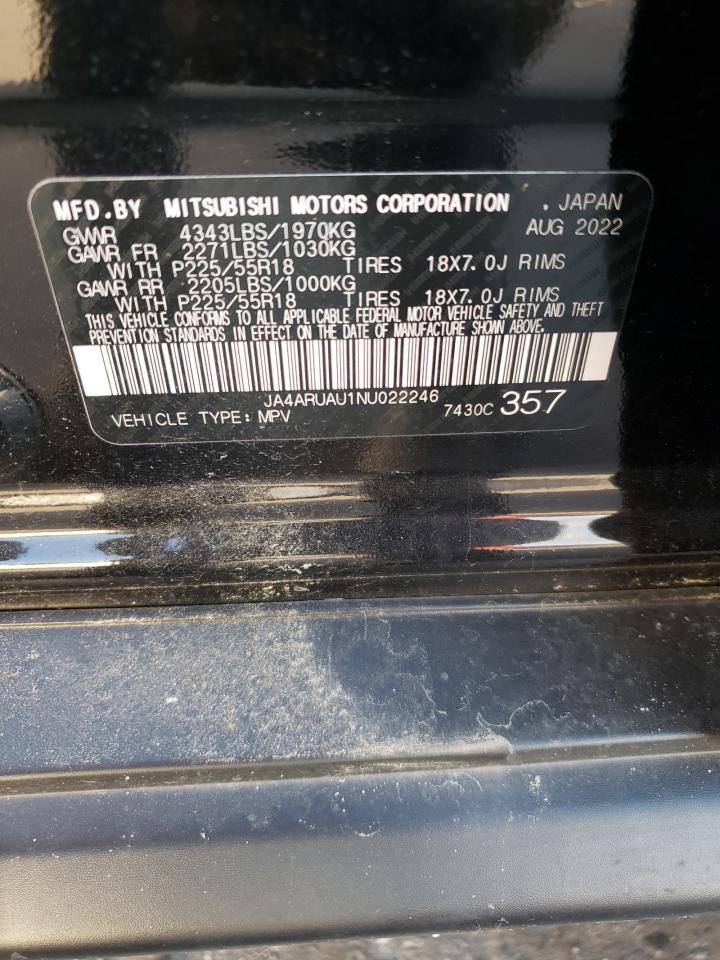 MFD.BY MITSUBISHI MOTORS CORPORATION , JAPAN
GVWR 4343LBS/1970KG AUG 2022
GAWR FR 2271LBS/1030KG
WITH P225/55R18 TIRES 18X7.0J RIMS
GAWR RR 2205LBS/1000KG
WITH P225/55R18 TIRES 18X7.0J RIMS
THIS VEHICLE CONFORMS TO ALL APPLICABLE FEDERAL MOTOR VEHICLE SAFETY AND THEFT
PREVENTION STANDARDS IN EFFECT ON THE DATE OF MANUFACTURE SHOWN ABOVE.
JA4ARUAU1NU022246
VEHICLE TYPE: MPV 7430C 357